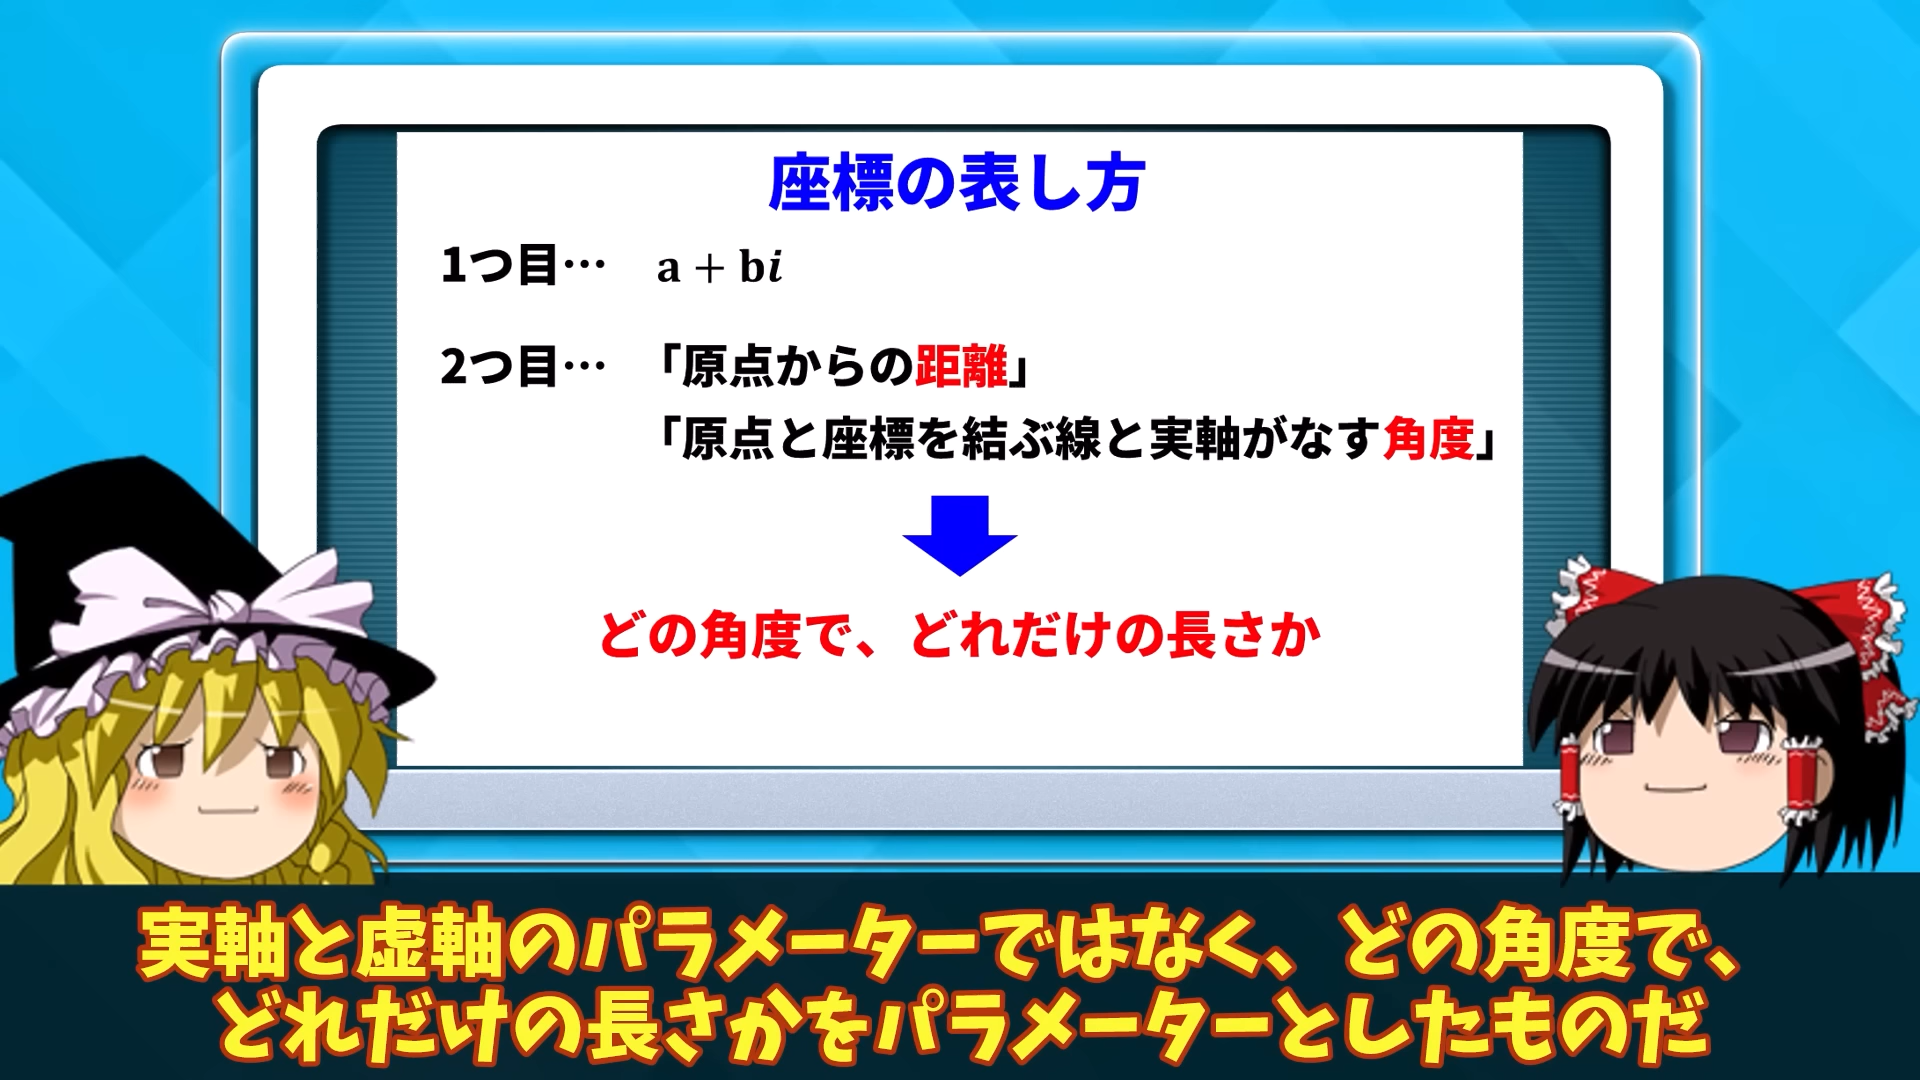 座標の表し方
1つ目… a + bi
2つ目… 「原点からの距離」
「原点と座標を結ぶ線と実軸がなす角度」
どの角度で、どれだけの長さか
実軸と虚軸のパラメーターではなく、どの角度で、
どれだけの長さかをパラメーターとしたものだ